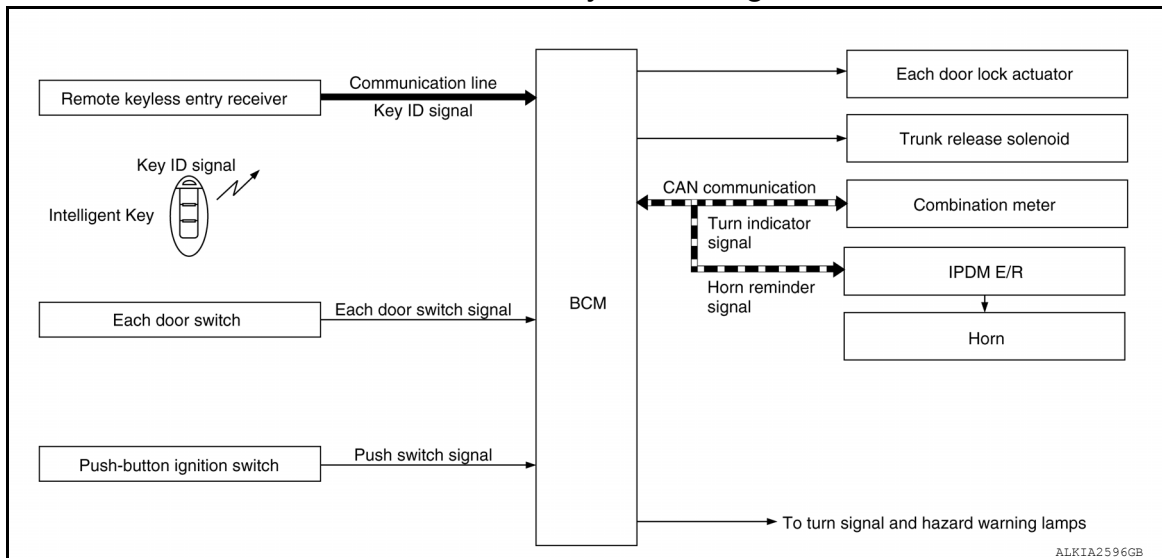 Remote keyless entry receiver
Communication line
Key ID signal
Key ID signal
Intelligent Key
Each door switch
Each door switch signal
Push-button ignition switch
Push switch signal
BCM
Each door lock actuator
Trunk release solenoid
CAN communication
Combination meter
Turn indicator
signal
IPDM E/R
Horn reminder
signal
Horn
To turn signal and hazard warning lamps
ALKIA2596GB